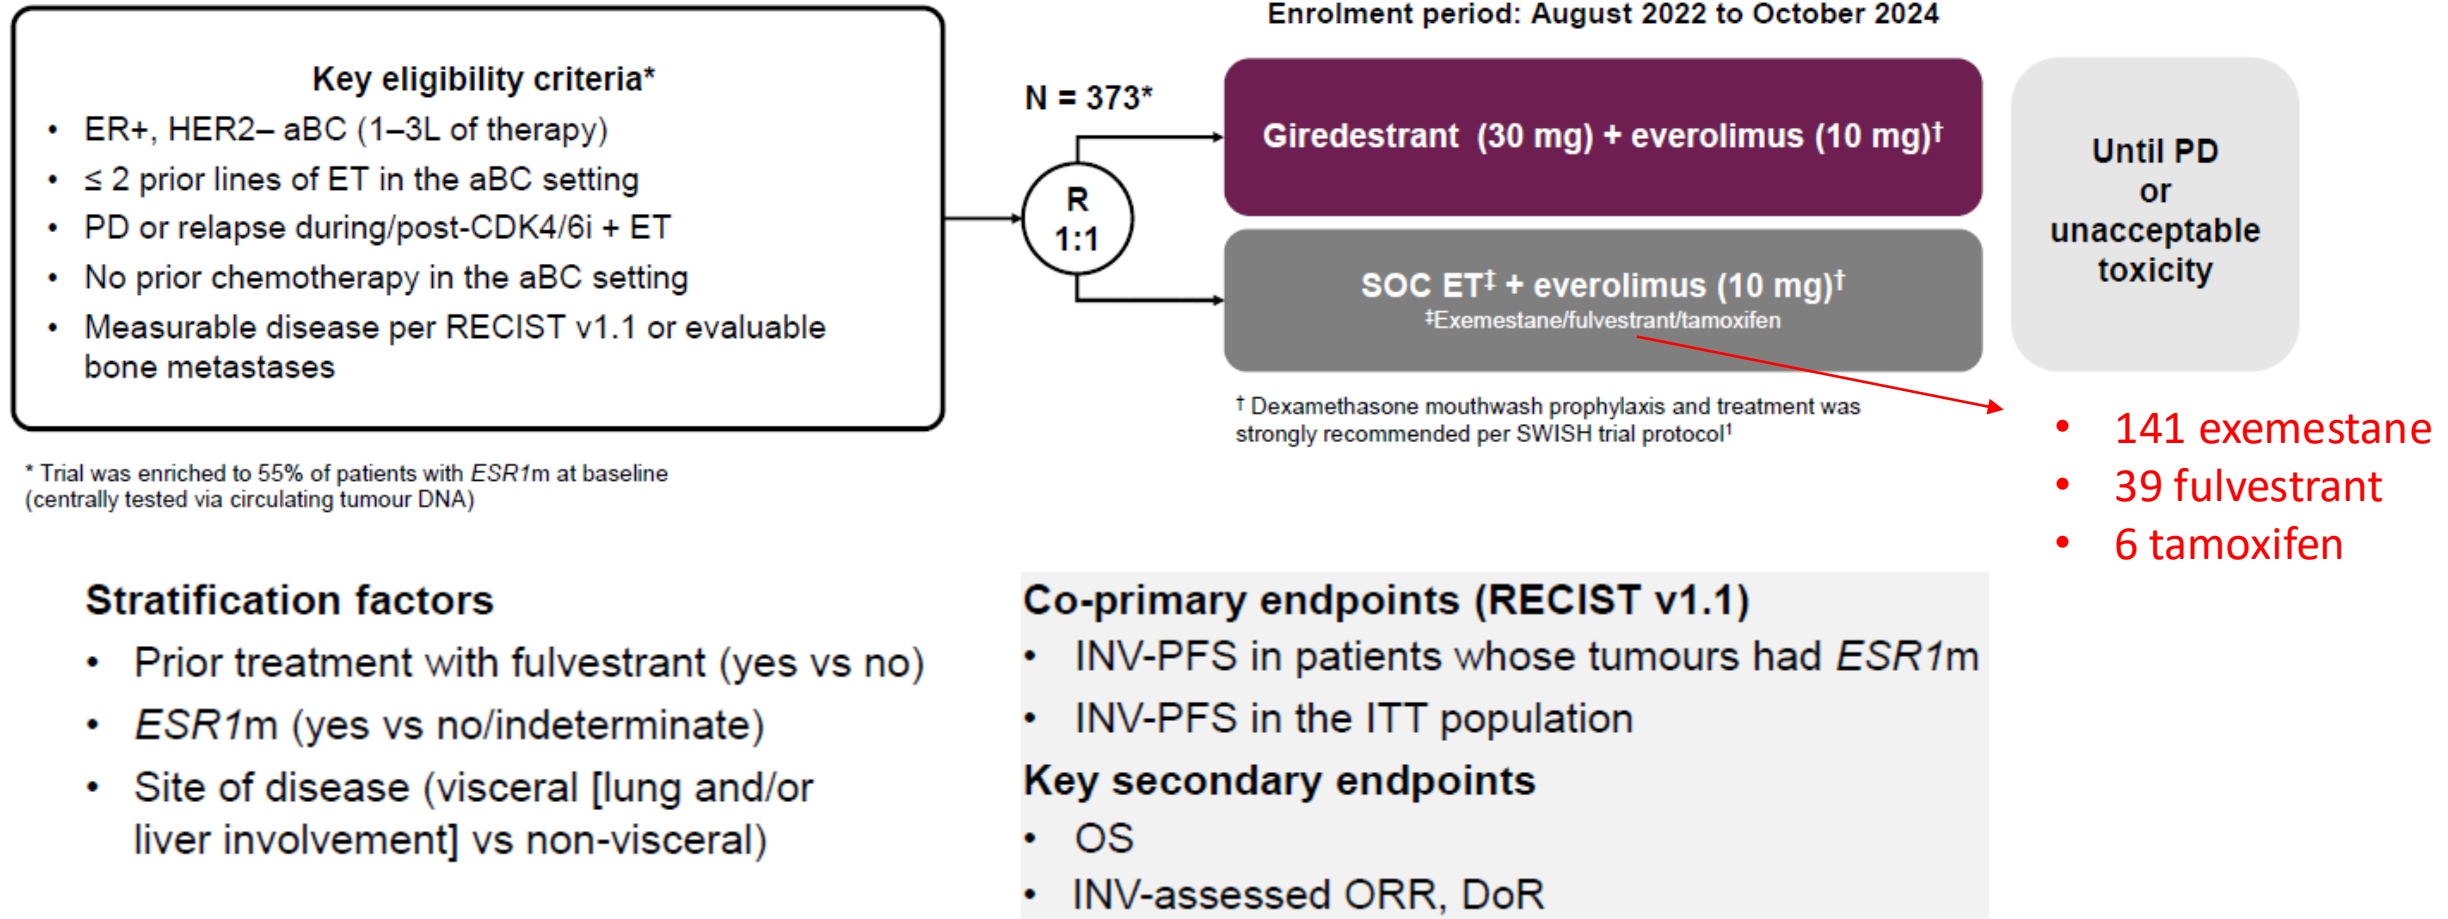 Enrolment period: August 2022 to October 2024
Key eligibility criteria*
• ER+, HER2– aBC (1–3L of therapy)
• ≤ 2 prior lines of ET in the aBC setting
• PD or relapse during/post-CDK4/6i + ET
• No prior chemotherapy in the aBC setting
• Measurable disease per RECIST v1.1 or evaluable
bone metastases
* Trial was enriched to 55% of patients with ESR1m at baseline
(centrally tested via circulating tumour DNA)
N = 373*
R
1:1
Giredestrant (30 mg) + everolimus (10 mg)†
SOC ET‡ + everolimus (10 mg)†
‡Exemestane/fulvestrant/tamoxifen
† Dexamethasone mouthwash prophylaxis and treatment was
strongly recommended per SWISH trial protocol¹
Until PD
or
unacceptable
toxicity
• 141 exemestane
• 39 fulvestrant
• 6 tamoxifen
Stratification factors
• Prior treatment with fulvestrant (yes vs no)
• ESR1m (yes vs no/indeterminate)
• Site of disease (visceral [lung and/or
liver involvement] vs non-visceral)
Co-primary endpoints (RECIST v1.1)
• INV-PFS in patients whose tumours had ESR1m
• INV-PFS in the ITT population
Key secondary endpoints
• OS
• INV-assessed ORR, DoR